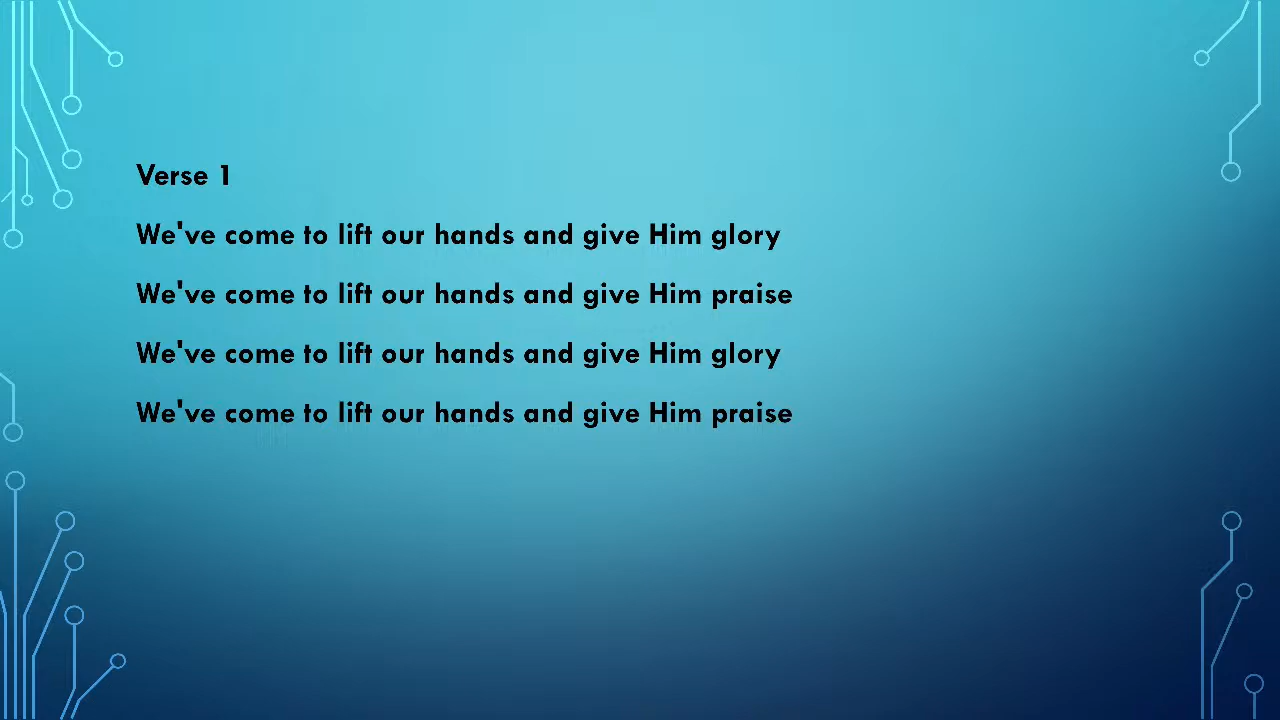 Verse 1
We've come to lift our hands and give Him glory
We've come to lift our hands and give Him praise
We've come to lift our hands and give Him glory
We've come to lift our hands and give Him praise